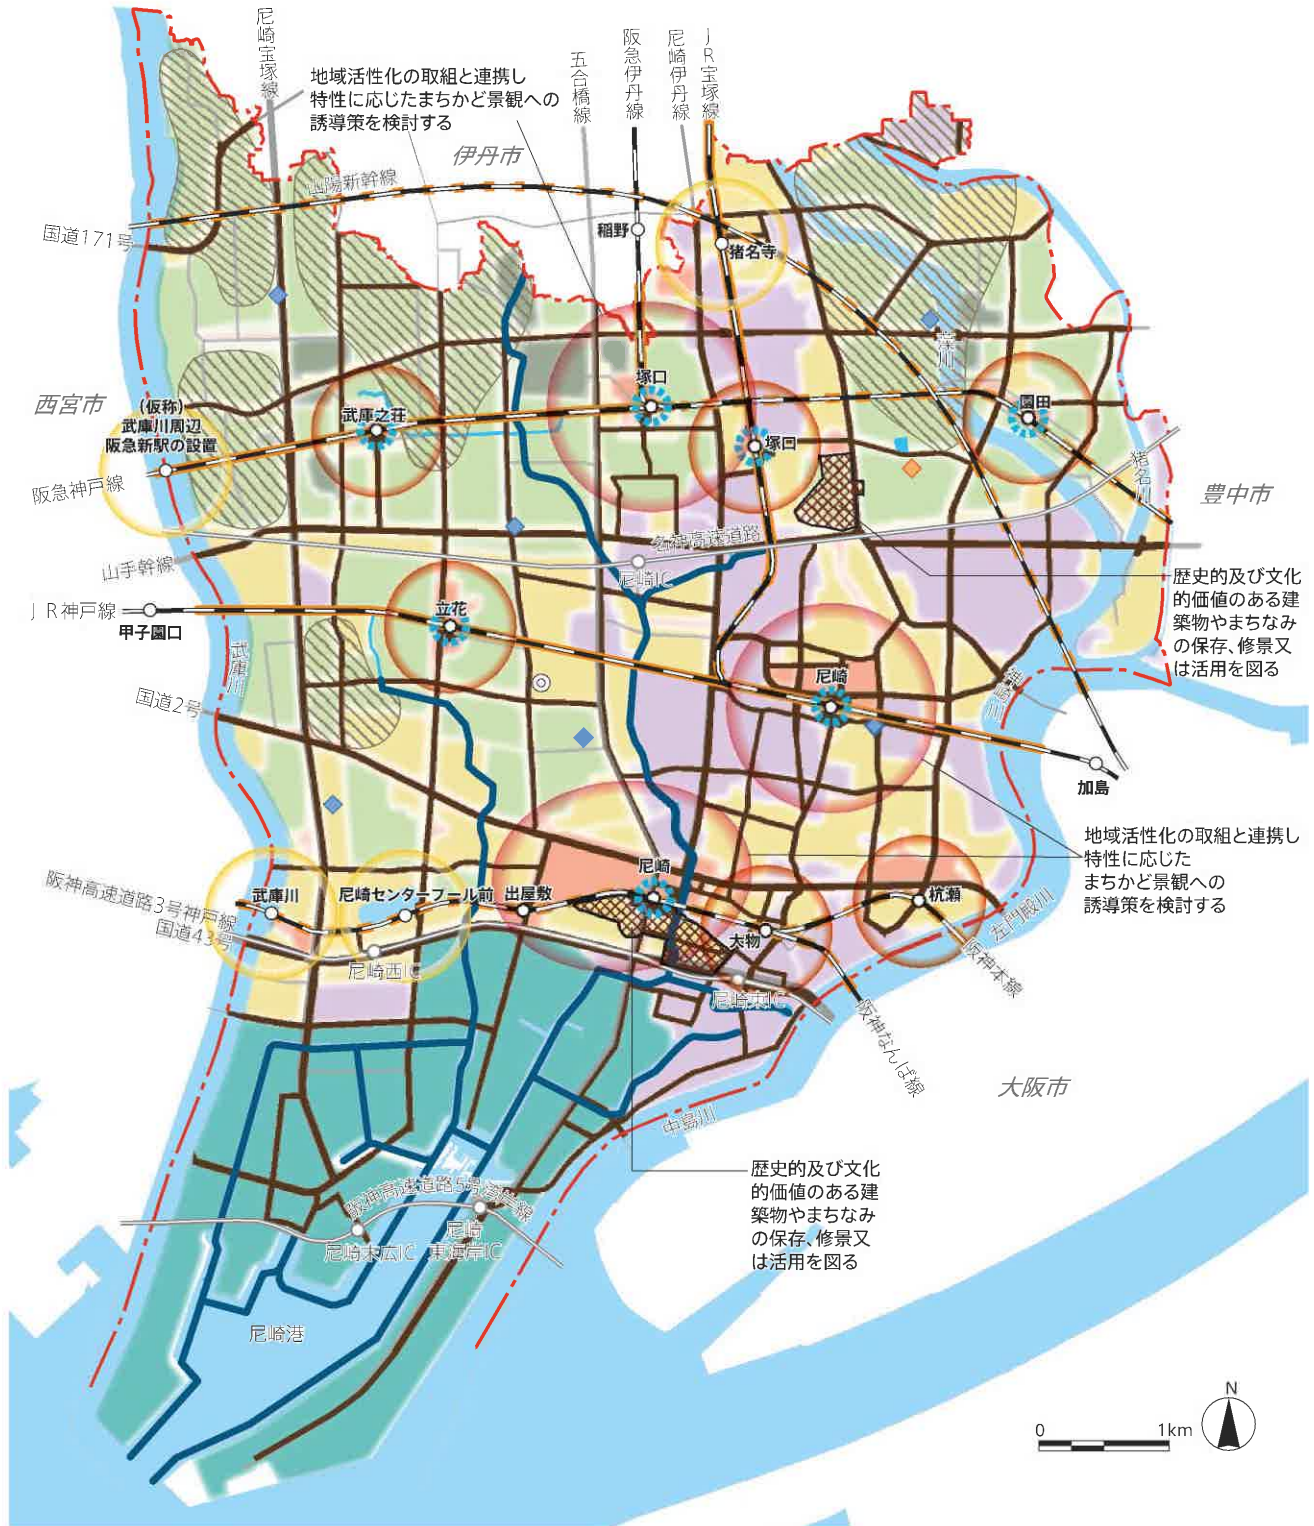 尼崎宝塚線
地域活性化の取組と連携し
特性に応じたまちかど景観への
誘導策を検討する
五合橋線
阪急伊丹線
尼崎伊丹線
JR宝塚線
伊丹市
山陽新幹線
国道171号
稲野
猪名寺
藻川
西宮市
(仮称)
武庫川周辺
阪急新駅の設置
武庫之荘
塚口
塚口
園田
猪名川
豊中市
阪急神戸線
山手幹線
名神高速道路
尼崎IC
歴史的及び文化
的価値のある建
築物やまちなみ
の保存、修景又
は活用を図る
JR神戸線
甲子園口
立花
武庫川
国道2号
尼崎
神崎川
加島
地域活性化の取組と連携し
特性に応じた
まちかど景観への
誘導策を検討する
阪神高速道路3号神戸線
国道43号
武庫川
尼崎センタープール前
出屋敷
尼崎
大物
杭瀬
左門殿川
阪神本線
尼崎西IC
尼崎東IC
阪神なんば線
大阪市
中島川
歴史的及び文化
的価値のある建
築物やまちなみ
の保存、修景又
は活用を図る
阪神高速道路5号湾岸線
尼崎末広IC
尼崎
東海岸IC
尼崎港
N
0 1km